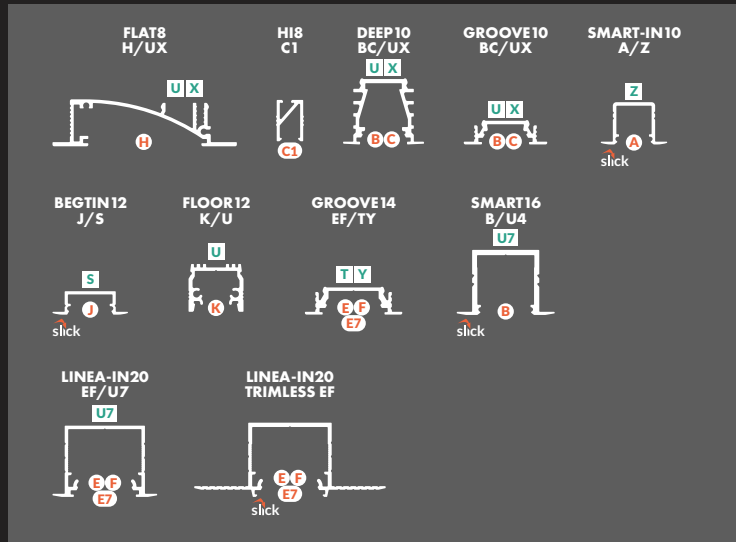 FLAT8
H/UX
U X
H
HI8
C1
C1
DEEP10
BC/UX
U X
B C
GROOVE10
BC/UX
U X
B C
SMART-IN10
A/Z
Z
A
slick
BEGTIN12
J/S
S
J
slick
FLOOR12
K/U
U
K
GROOVE14
EF/TY
T Y
E F
E7
SMART16
B/U4
U7
B
slick
LINEA-IN20
EF/U7
U7
E F
E7
LINEA-IN20
TRIMLESS EF
E F
E7
slick